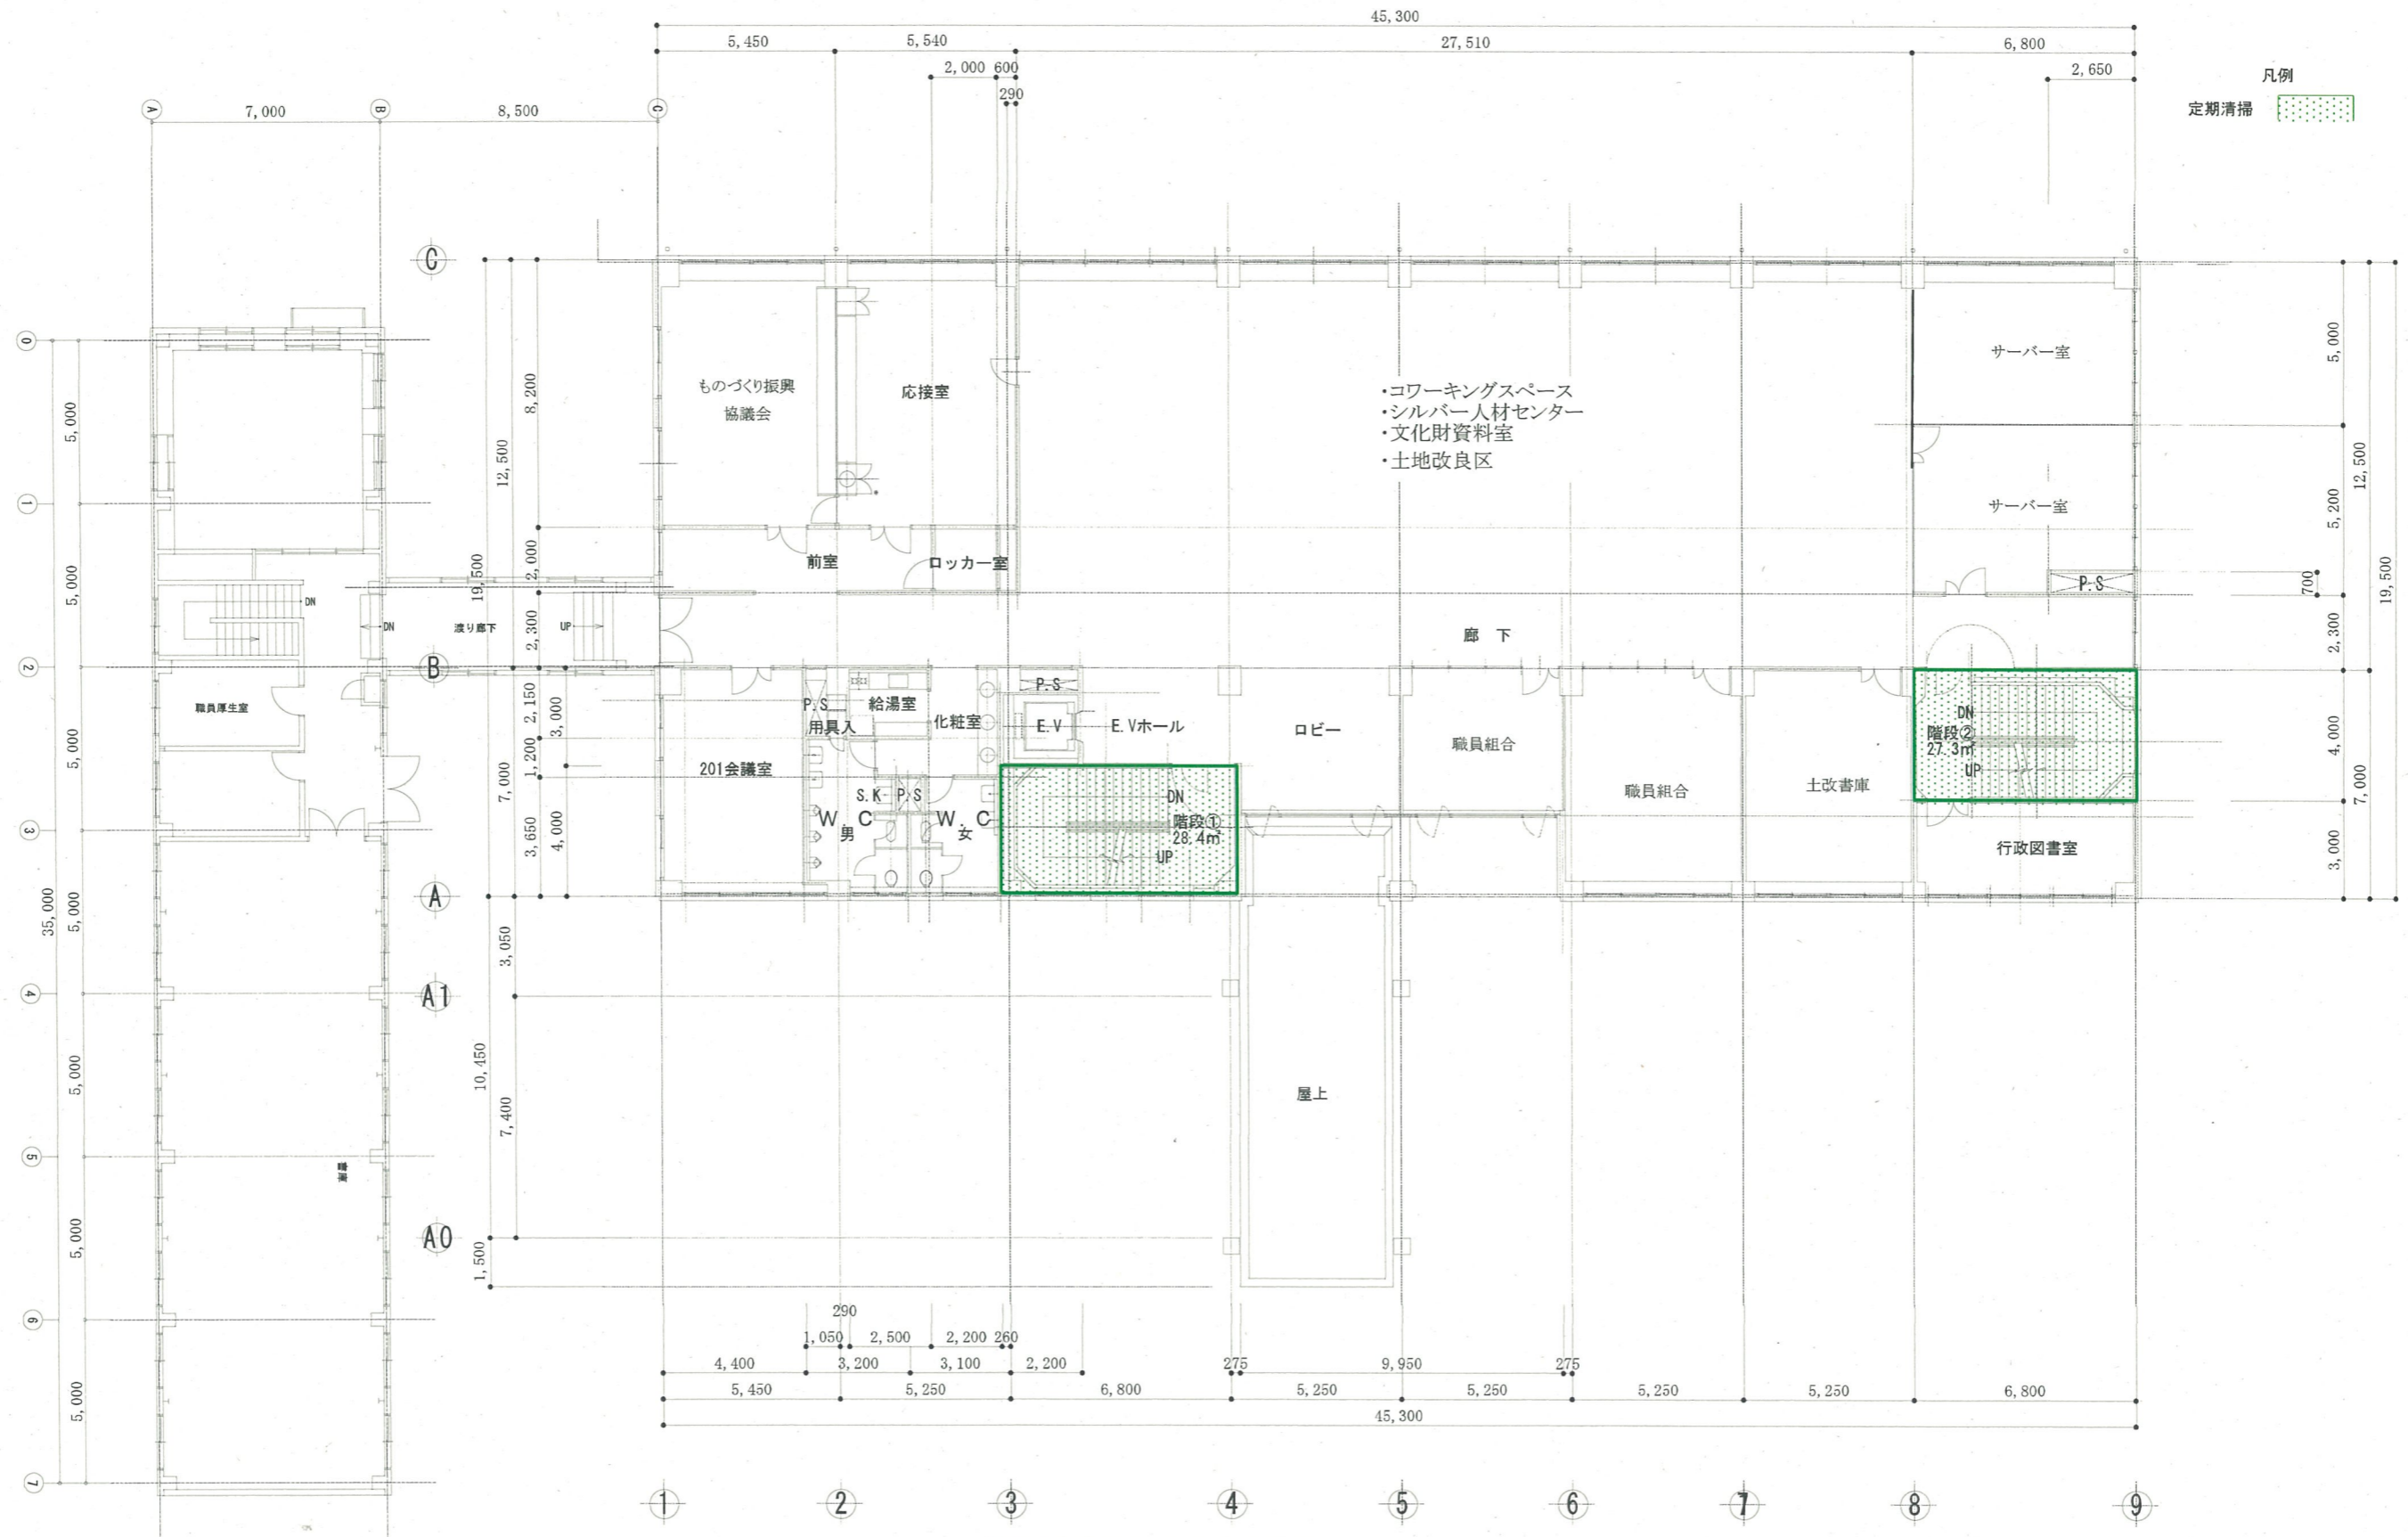 45,300
5,450
5,540
27,510
6,800
2,000
600
2,650
290
凡例
定期清掃
A
7,000
B
8,500
C
C
0
1
2
3
4
5
6
7
5,000
5,000
5,000
5,000
5,000
5,000
5,000
35,000
DN
DN
渡り廊下
UP
職員厚生室
書庫
B
A
A1
A0
19,500
12,500
8,200
2,000
2,300
7,000
2,150
1,200
3,650
3,000
4,000
3,050
10,450
7,400
1,500
ものづくり振興
協議会
応接室
前室
ロッカー室
・コワーキングスペース
・シルバー人材センター
・文化財資料室
・土地改良区
サーバー室
サーバー室
P.S
廊 下
201会議室
P.S
用具入
給湯室
化粧室
P.S
E.V
E.Vホール
S.K
P.S
W.C
男
W.C
女
DN
階段①
28.4㎡
UP
ロビー
職員組合
職員組合
土改書庫
DN
階段②
27.3㎡
UP
行政図書室
屋上
5,000
5,200
700
2,300
4,000
3,000
12,500
7,000
19,500
290
1,050
2,500
2,200
260
4,400
3,200
3,100
2,200
275
9,950
275
5,450
5,250
6,800
5,250
5,250
5,250
5,250
6,800
45,300
1
2
3
4
5
6
7
8
9